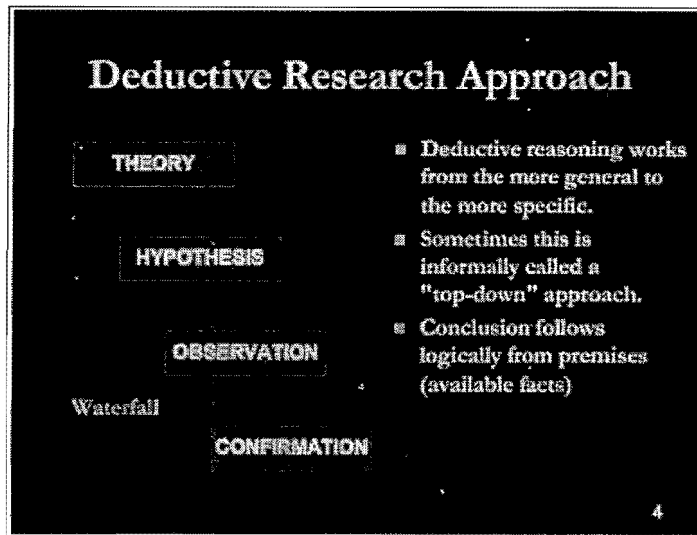 Deductive Research Approach
THEORY
HYPOTHESIS
OBSERVATION
Waterfall
CONFIRMATION
■ Deductive reasoning works
from the more general to
the more specific.
■ Sometimes this is
informally called a
"top-down" approach.
■ Conclusion follows
logically from premises
(available facts)
4